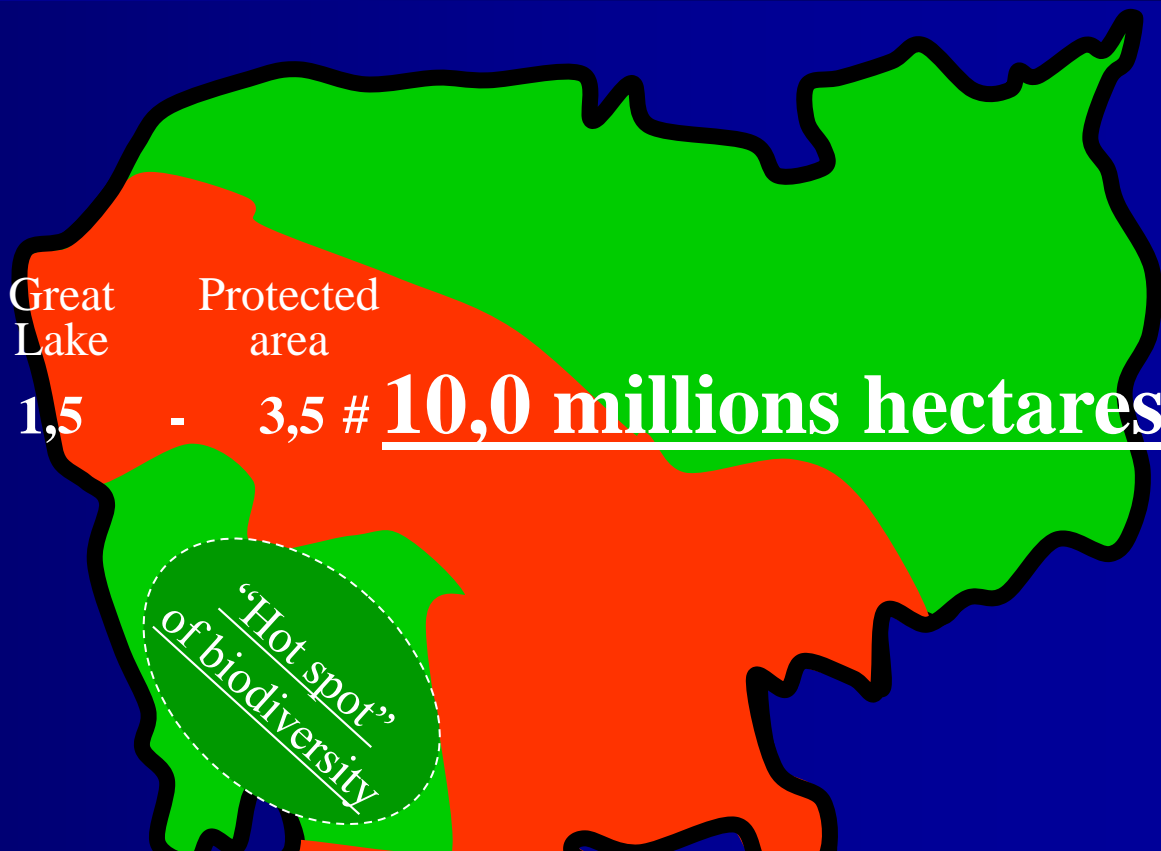 Great Protected
Lake area
1,5 - 3,5 # 10,0 millions hectares
“Hot spot”
of biodiversity